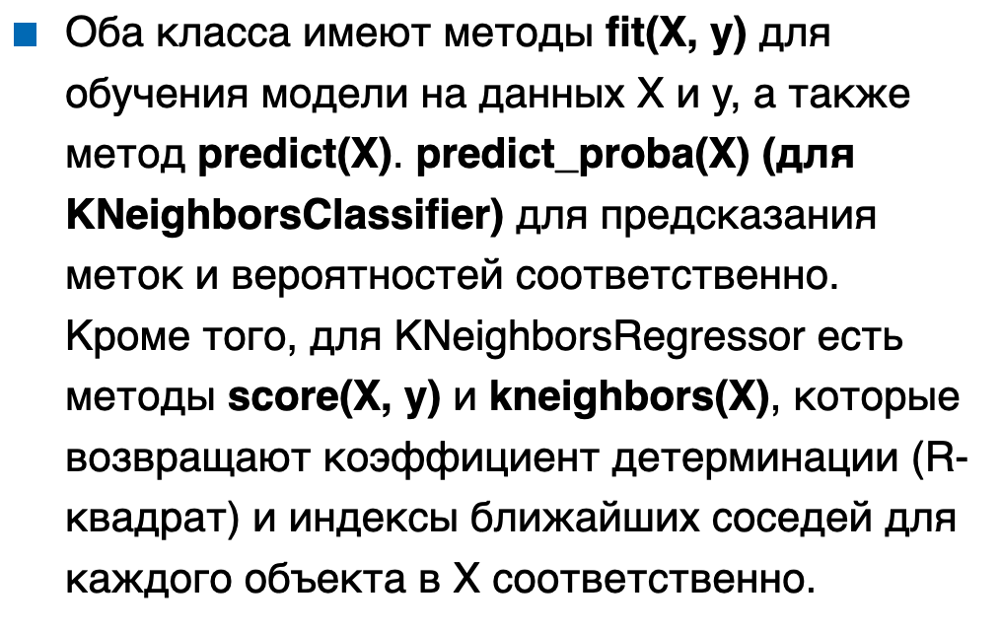 Оба класса имеют методы fit(X, y) для
обучения модели на данных X и y, а также
метод predict(X). predict_proba(X) (для
KNeighborsClassifier) для предсказания
меток и вероятностей соответственно.
Кроме того, для KNeighborsRegressor есть
методы score(X, y) и kneighbors(X), которые
возвращают коэффициент детерминации (R-
квадрат) и индексы ближайших соседей для
каждого объекта в X соответственно.